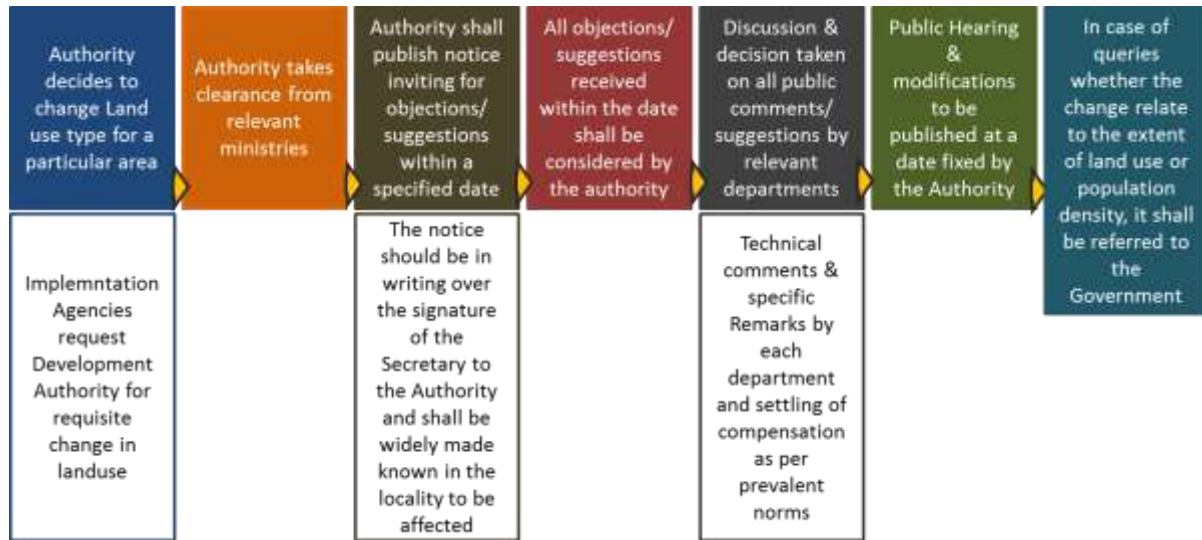 Authority
decides to
change Land
use type for a
particular area
Authority takes
clearance from
relevant
ministries
Authority shall
publish notice
inviting for
objections/
suggestions
within a
specified date
All objections/
suggestions
received
within the date
shall be
considered by
the authority
Discussion &
decision taken
on all public
comments/
suggestions by
relevant
departments
Public Hearing
&
modifications
to be
published at a
date fixed by
the Authority
In case of
queries
whether the
change relate
to the extent
of land use or
population
density, it shall
be referred to
the
Government
Implemntation
Agencies
request
Development
Authority for
requisite
change in
landuse
The notice
should be in
writing over
the signature
of the
Secretary to
the Authority
and shall be
widely made
known in the
locality to be
affected
Technical
comments &
specific
Remarks by
each
department
and settling of
compensation
as per
prevalent
norms